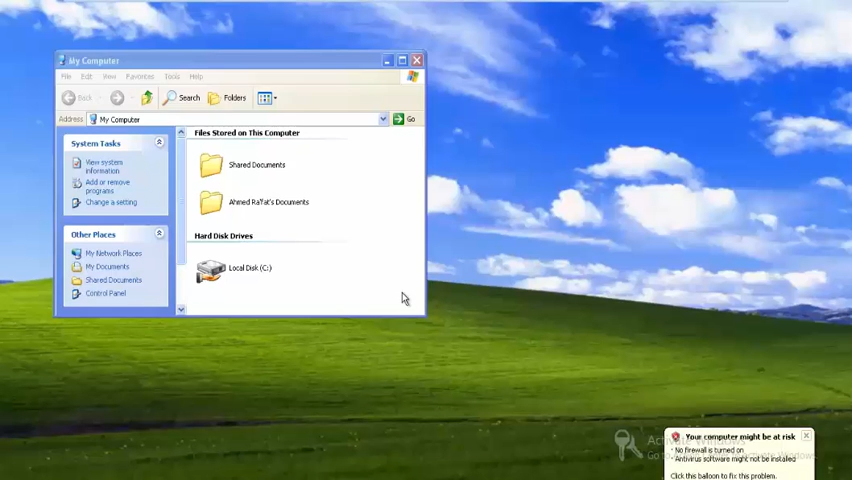 My Computer
File Edit View Favorites Tools Help
Back Search Folders
Address My Computer Go
System Tasks
View system
information
Add or remove
programs
Change a setting
Other Places
My Network Places
My Documents
Shared Documents
Control Panel
Files Stored on This Computer
Shared Documents
Ahmed Ra'fat's Documents
Hard Disk Drives
Local Disk (C:)
Activate Windows
Your computer might be at risk
No firewall is turned on
Antivirus software might not be installed
Click this balloon to fix this problem.